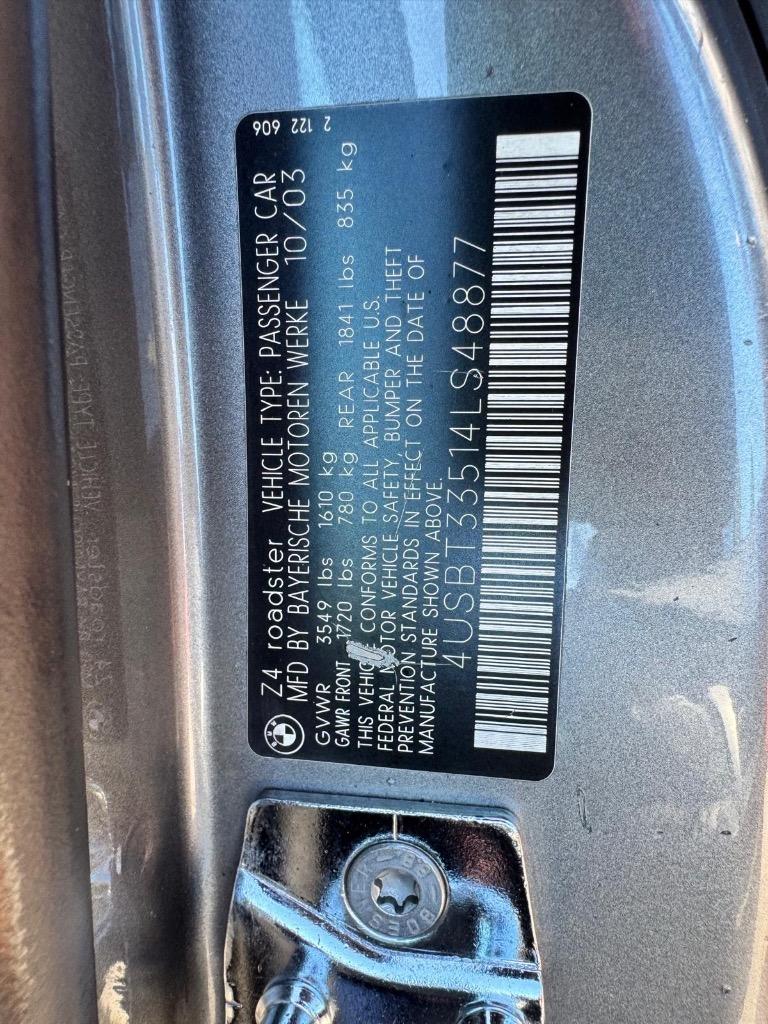 Z4 roadster VEHICLE TYPE: PASSENGER CAR
MFD BY BAYERISCHE MOTOREN WERKE 10/03
GVWR 3549 lbs 1610 kg
GAWR FRONT 1720 lbs 780 kg REAR 1841 lbs 835 kg
THIS VEHICLE CONFORMS TO ALL APPLICABLE U.S.
FEDERAL MOTOR VEHICLE SAFETY, BUMPER AND THEFT
PREVENTION STANDARDS IN EFFECT ON THE DATE OF
MANUFACTURE SHOWN ABOVE.
4USBT33514LS48877
2 122 606
BMW